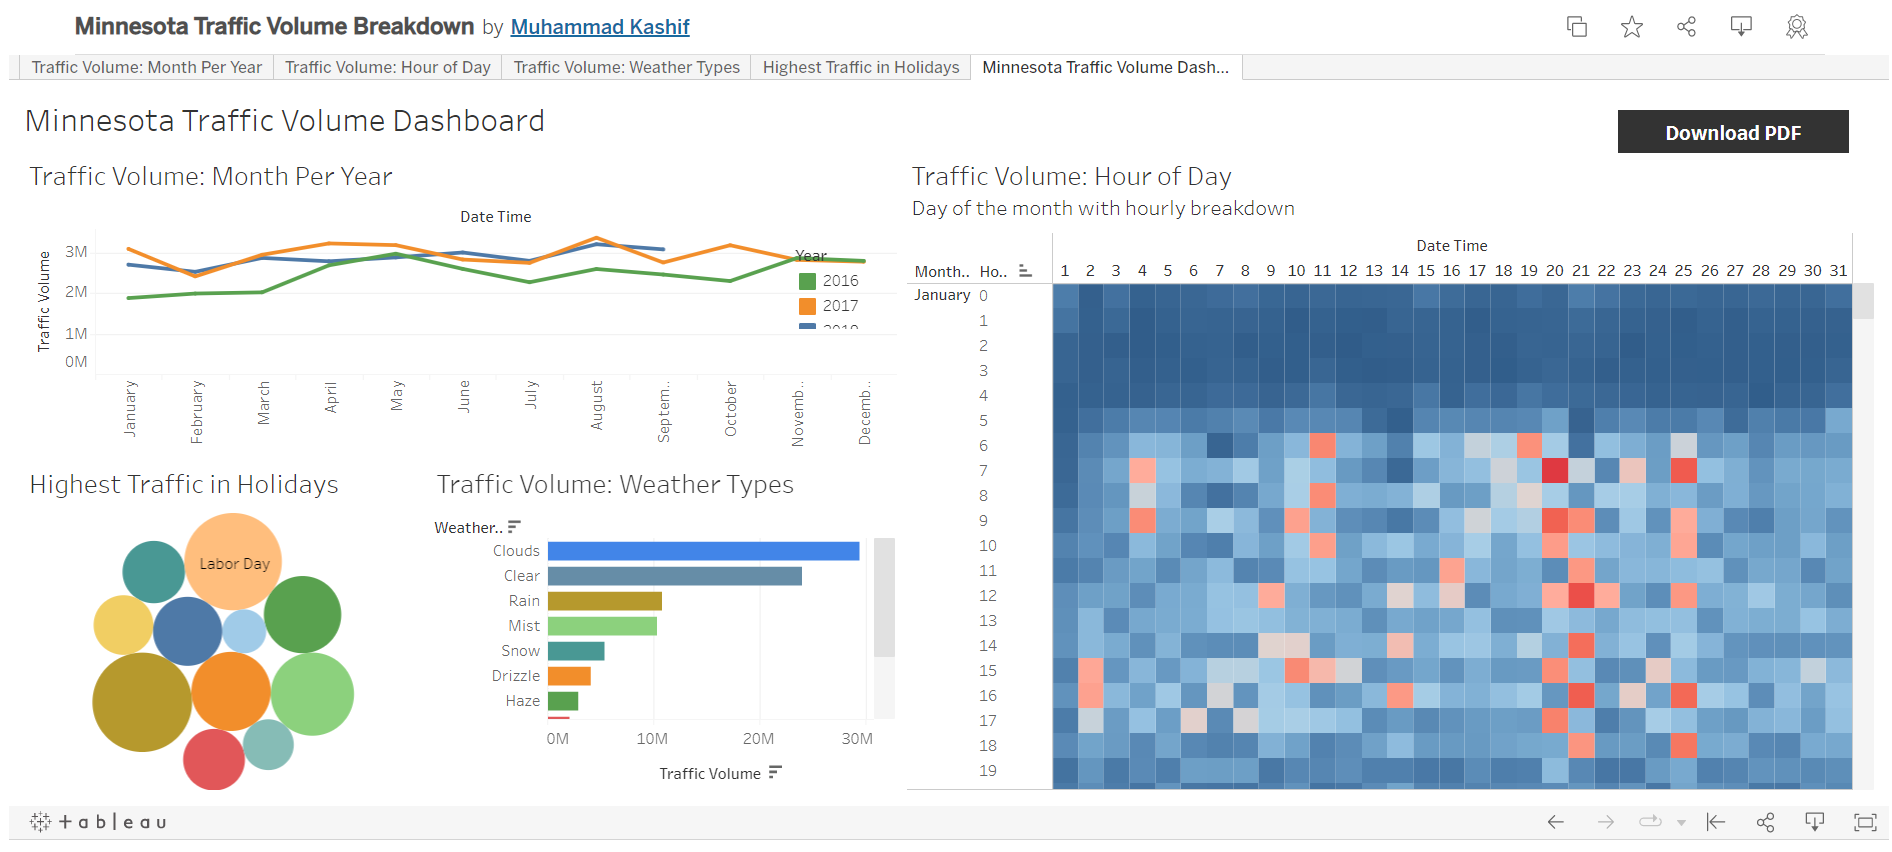 Minnesota Traffic Volume Breakdown by Muhammad Kashif
Traffic Volume: Month Per Year
Traffic Volume: Hour of Day
Traffic Volume: Weather Types
Highest Traffic in Holidays
Minnesota Traffic Volume Dash...
Minnesota Traffic Volume Dashboard
Download PDF
Traffic Volume: Month Per Year
Date Time
Traffic Volume
3M
2M
1M
0M
Year
2016
2017
2018
January
February
March
April
May
June
July
August
Septem..
October
Novemb..
Decemb..
Traffic Volume: Hour of Day
Day of the month with hourly breakdown
Date Time
Month.. Ho.. 1 2 3 4 5 6 7 8 9 10 11 12 13 14 15 16 17 18 19 20 21 22 23 24 25 26 27 28 29 30 31
January 0
1
2
3
4
5
6
7
8
9
10
11
12
13
14
15
16
17
18
19
Highest Traffic in Holidays
Labor Day
Traffic Volume: Weather Types
Weather..
Clouds
Clear
Rain
Mist
Snow
Drizzle
Haze
0M 10M 20M 30M
Traffic Volume
+ a b | e a u